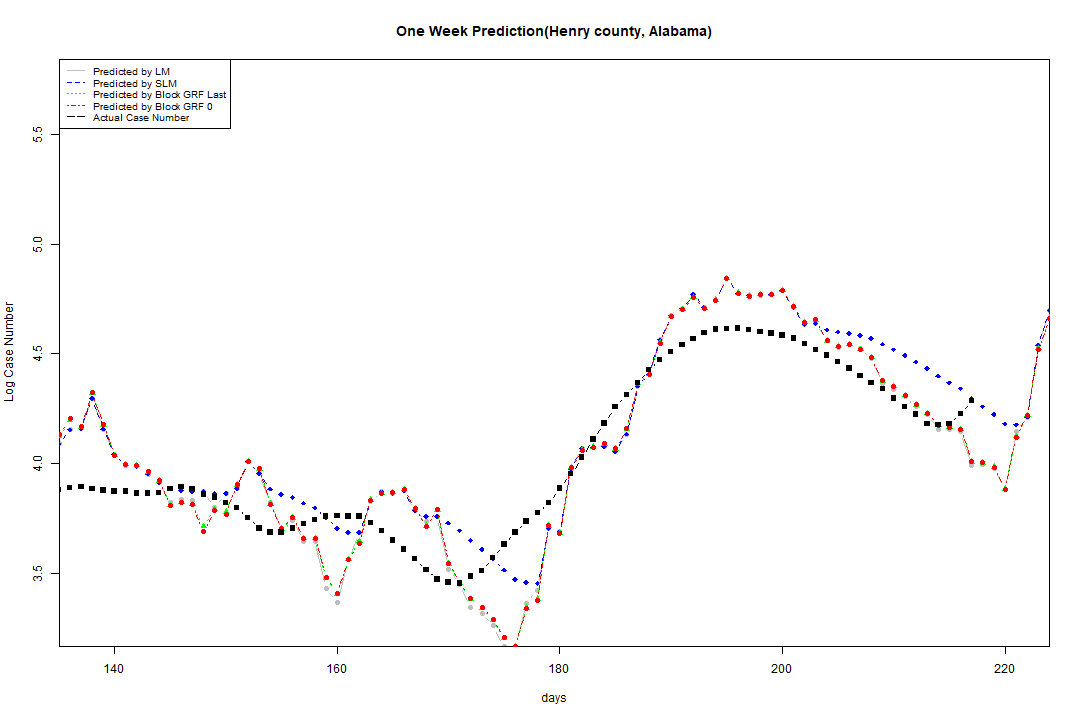 One Week Prediction(Henry county, Alabama)
Predicted by LM
Predicted by SLM
Predicted by Block GRF Last
Predicted by Block GRF 0
Actual Case Number
5.5
5.0
4.5
4.0
3.5
Log Case Number
140 160 180 200 220
days